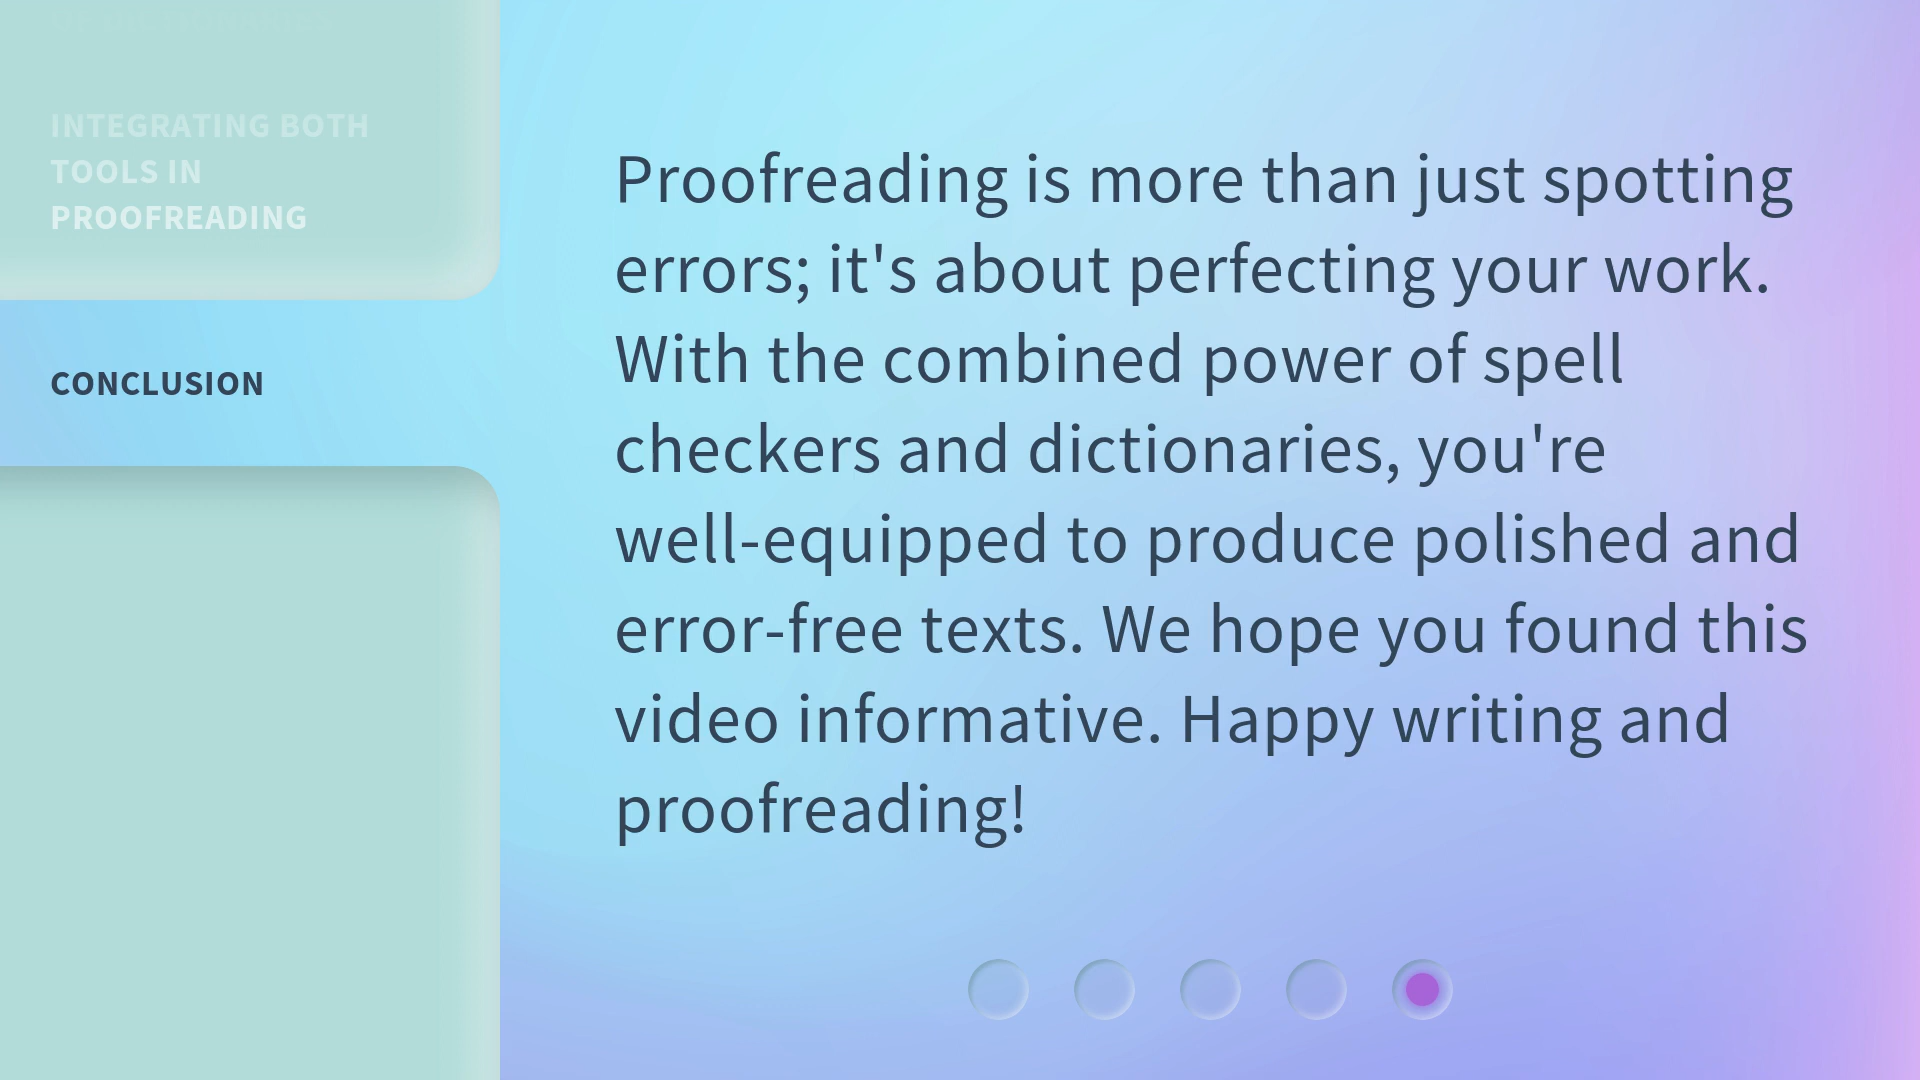 INTEGRATING BOTH
TOOLS IN
PROOFREADING
CONCLUSION
Proofreading is more than just spotting
errors; it's about perfecting your work.
With the combined power of spell
checkers and dictionaries, you're
well-equipped to produce polished and
error-free texts. We hope you found this
video informative. Happy writing and
proofreading!